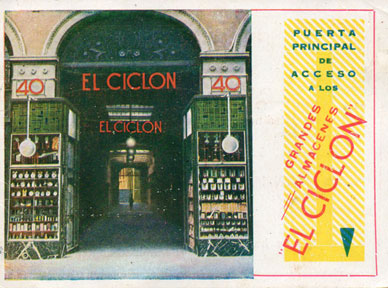 EL CICLON
40
40
EL CICLON
PUERTA
PRINCIPAL
DE
ACCESO
A LOS
GRANDES
ALMACENES
"EL CICLON"